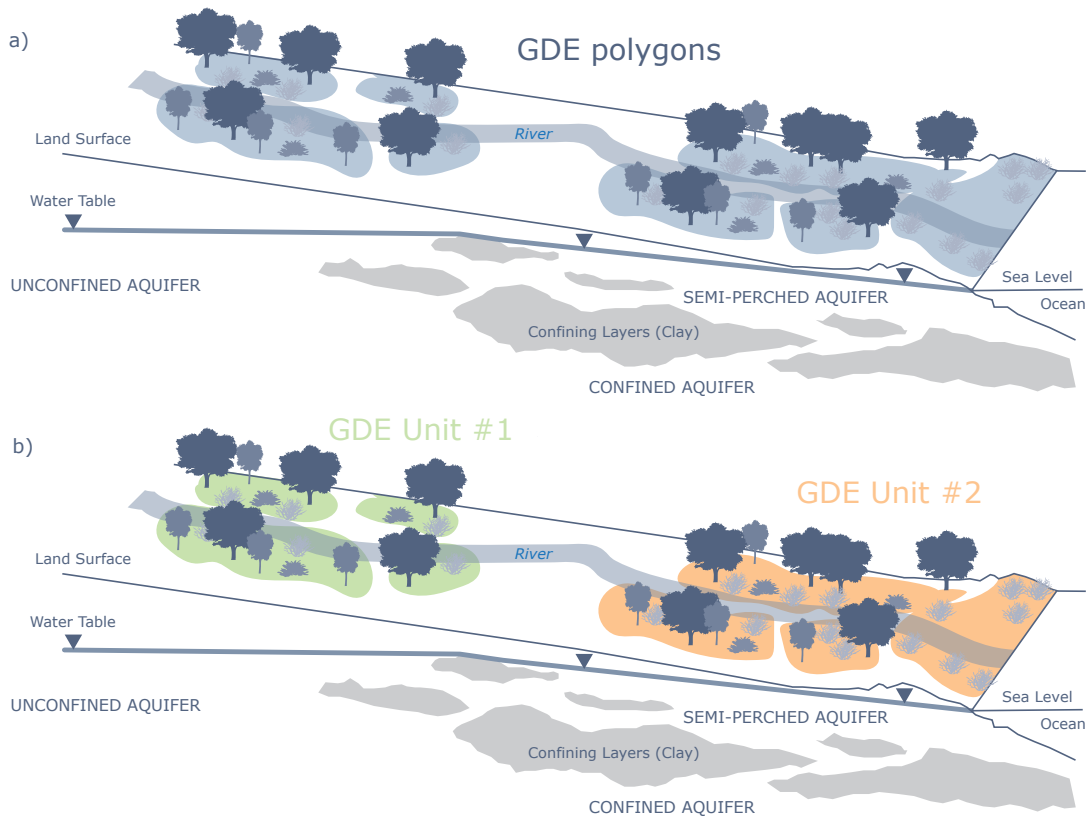 a)
GDE polygons
River
Land Surface
Water Table
UNCONFINED AQUIFER
SEMI-PERCHED AQUIFER
Sea Level
Ocean
Confining Layers (Clay)
CONFINED AQUIFER
b)
GDE Unit #1
GDE Unit #2
River
Land Surface
Water Table
UNCONFINED AQUIFER
SEMI-PERCHED AQUIFER
Sea Level
Ocean
Confining Layers (Clay)
CONFINED AQUIFER